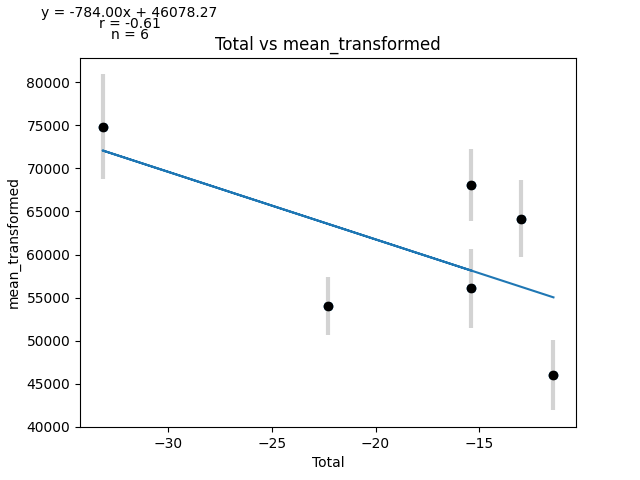 y = -784.00x + 46078.27
r = -0.61
n = 6
Total vs mean_transformed
80000
75000
70000
65000
60000
55000
50000
45000
40000
mean_transformed
−30
−25
−20
−15
Total